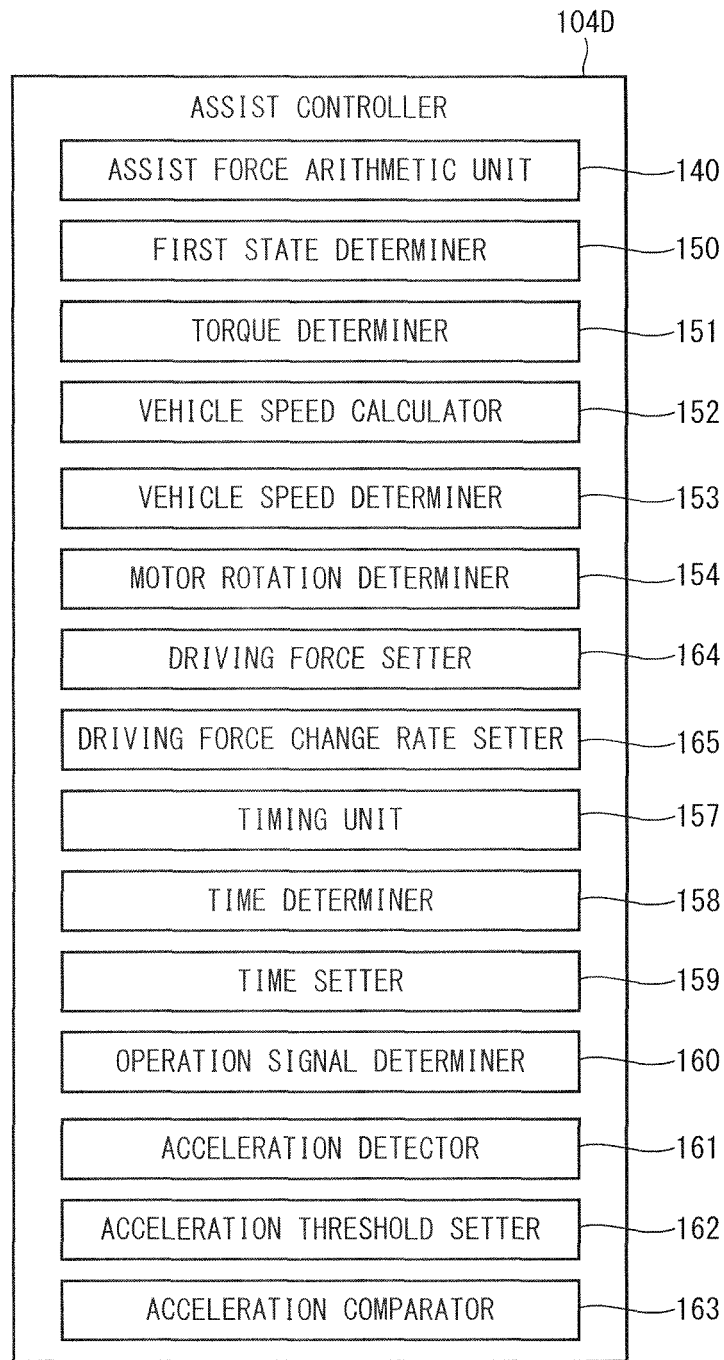 104D
ASSIST CONTROLLER
ASSIST FORCE ARITHMETIC UNIT 140
FIRST STATE DETERMINER 150
TORQUE DETERMINER 151
VEHICLE SPEED CALCULATOR 152
VEHICLE SPEED DETERMINER 153
MOTOR ROTATION DETERMINER 154
DRIVING FORCE SETTER 164
DRIVING FORCE CHANGE RATE SETTER 165
TIMING UNIT 157
TIME DETERMINER 158
TIME SETTER 159
OPERATION SIGNAL DETERMINER 160
ACCELERATION DETECTOR 161
ACCELERATION THRESHOLD SETTER 162
ACCELERATION COMPARATOR 163